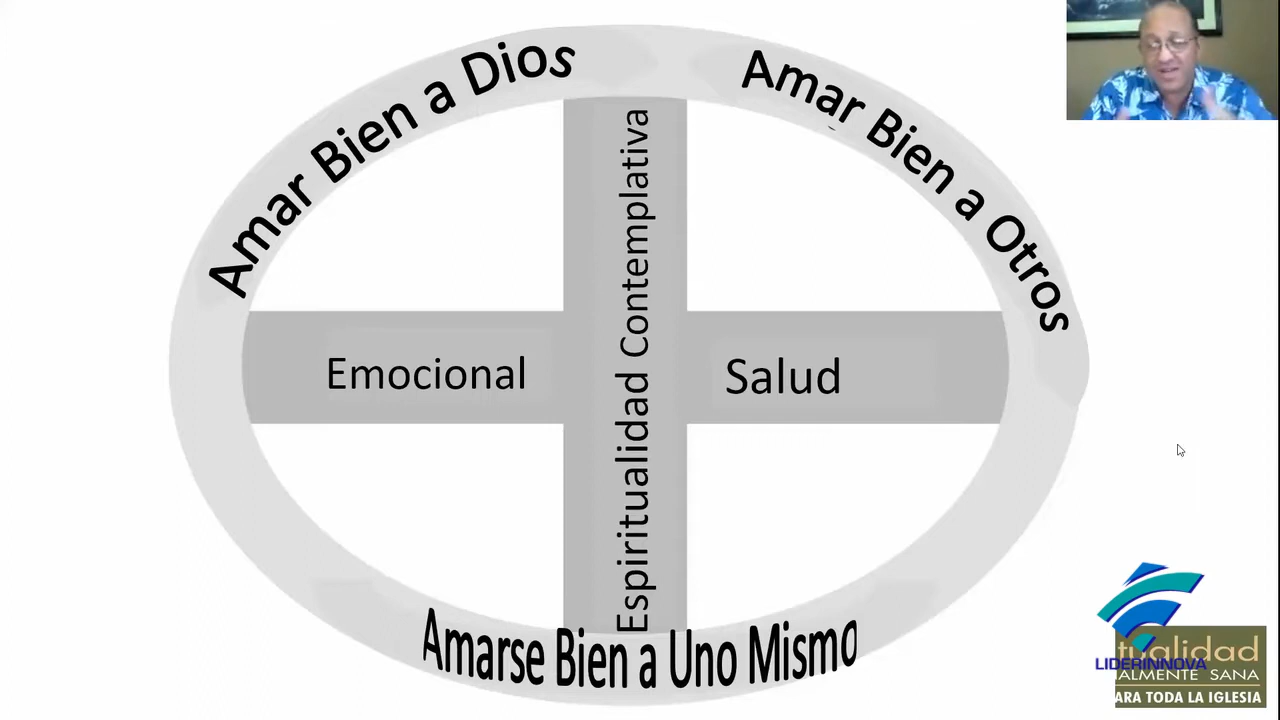 Amar Bien a Dios
Amar Bien a Otros
Espiritualidad Contemplativa
Emocional
Salud
Amarse Bien a Uno Mismo
tualidad
LIDERINNOVA
ALMENTE SANA
ARA TODA LA IGLESIA